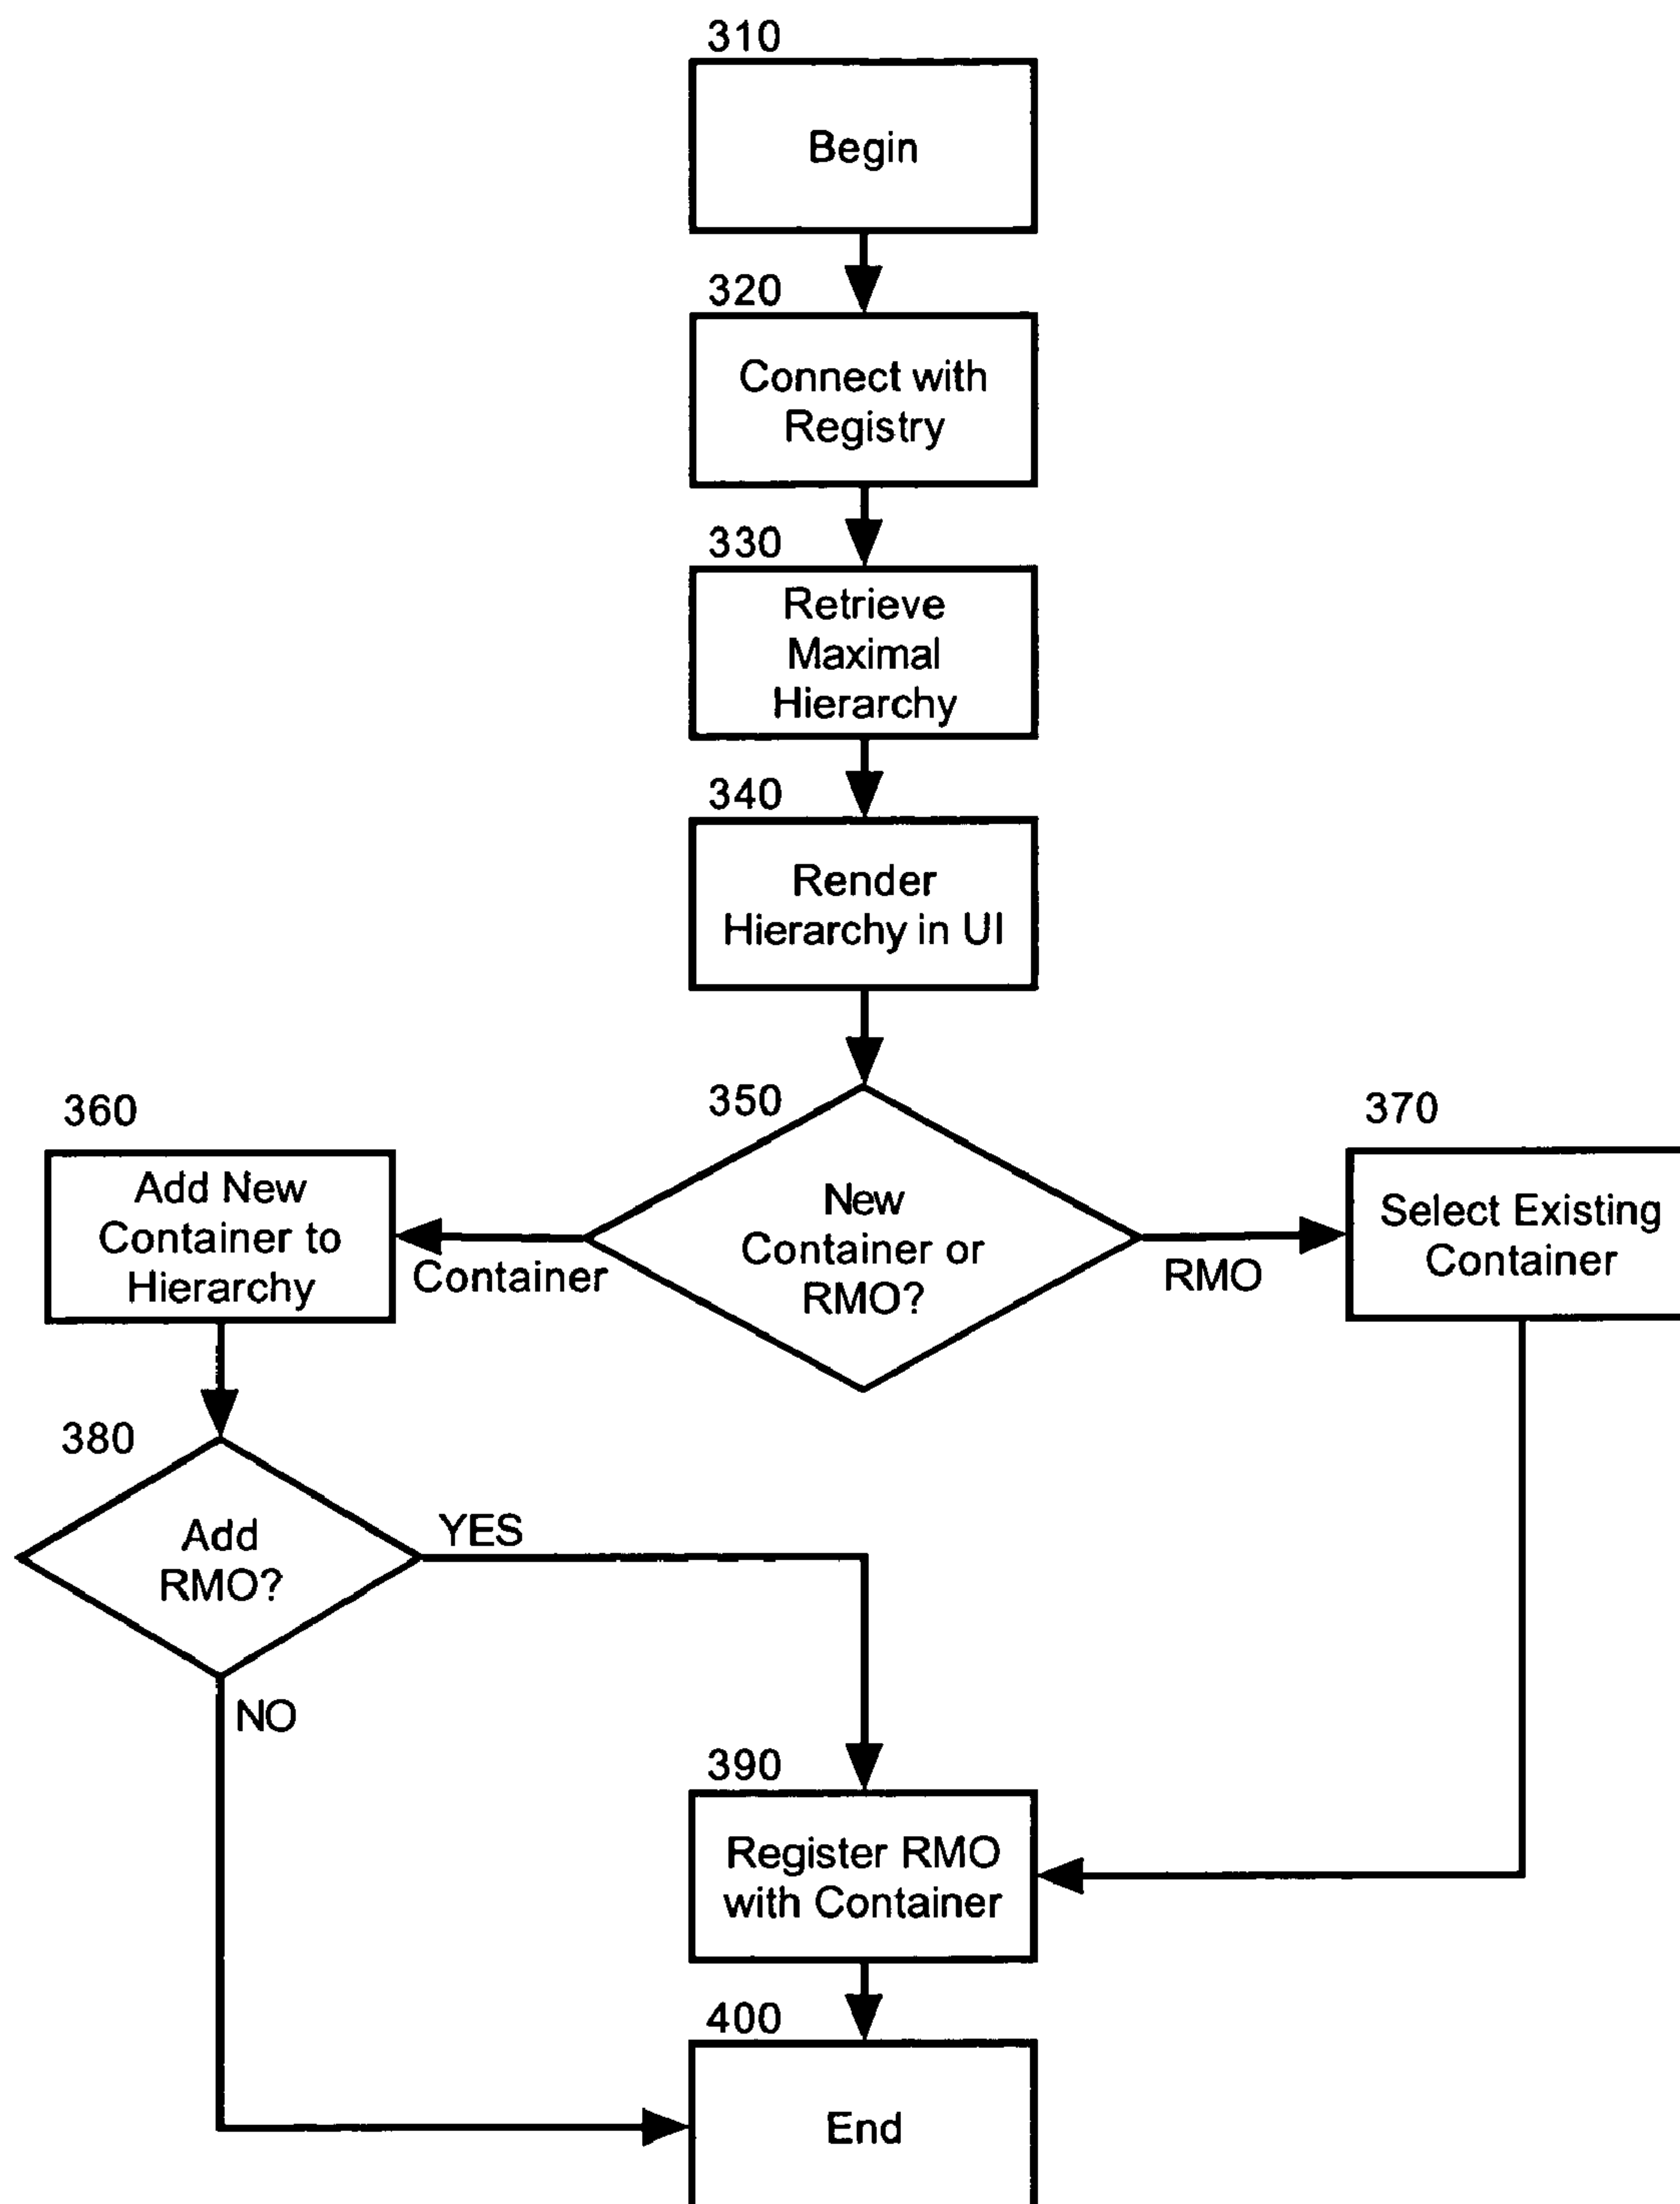 310
Begin
320
Connect with
Registry
330
Retrieve
Maximal
Hierarchy
340
Render
Hierarchy in UI
350
New
Container or
RMO?
360
Add New
Container to
Hierarchy
Container
RMO
370
Select Existing
Container
380
Add
RMO?
YES
NO
390
Register RMO
with Container
400
End